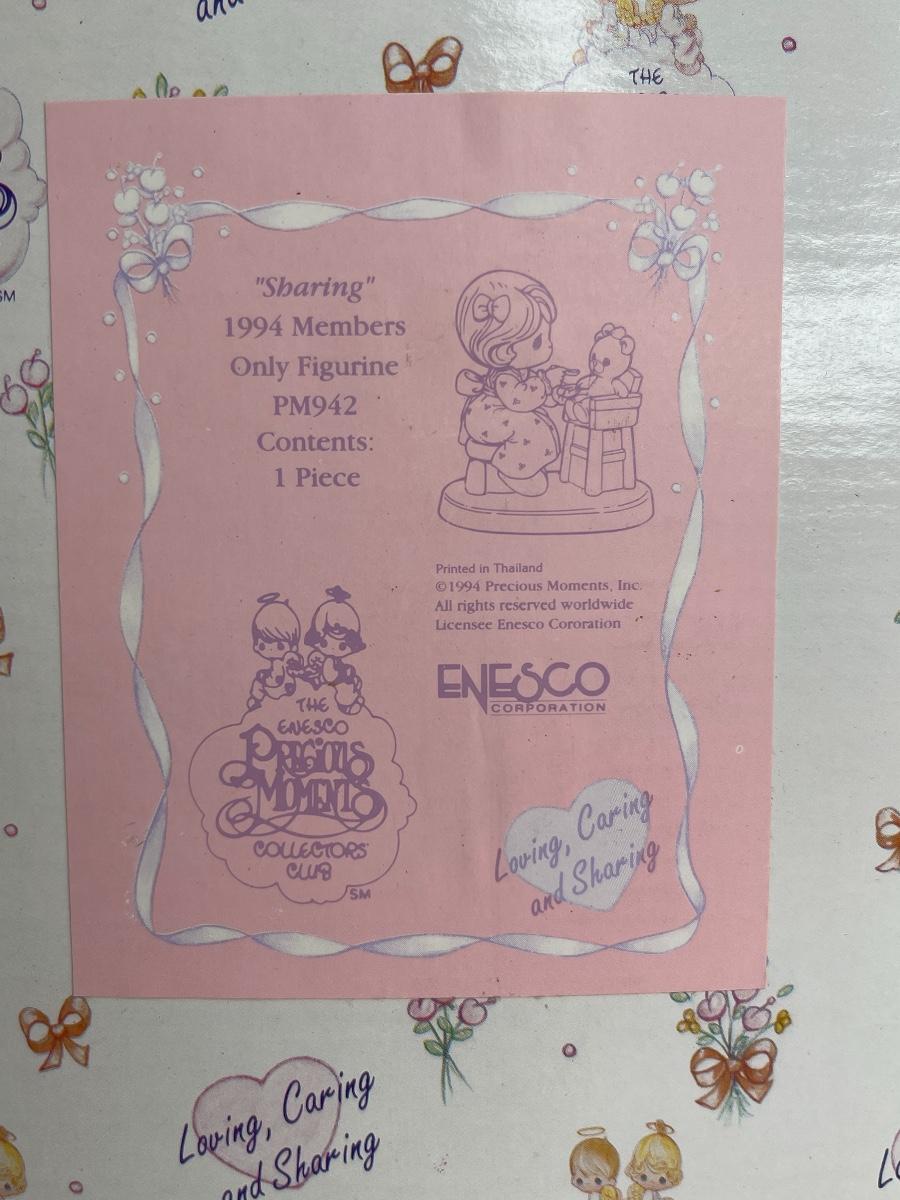 and
THE
SM
"Sharing"
1994 Members
Only Figurine
PM942
Contents:
1 Piece
Printed in Thailand
©1994 Precious Moments, Inc.
All rights reserved worldwide
Licensee Enesco Cororation
ENESCO
CORPORATION
THE
ENESCO
PRECIOUS
MOMENTS
COLLECTORS'
CLUB
SM
Loving, Caring
and Sharing
Loving, Caring
and Sharing